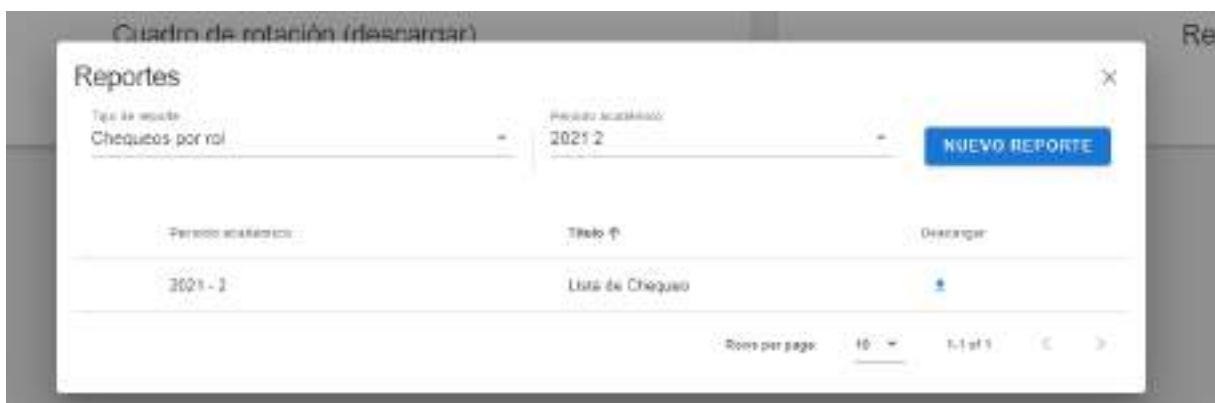 Cuadro de rotación (descargar)
Re
Reportes
Tipo de reporte
Periodo académico
Chequeos por rol
2021 2
NUEVO REPORTE
Periodo académico
Título ↑
Descargar
2021 - 2
Lista de Chequeo
Rows per page
10
1-1 of 1